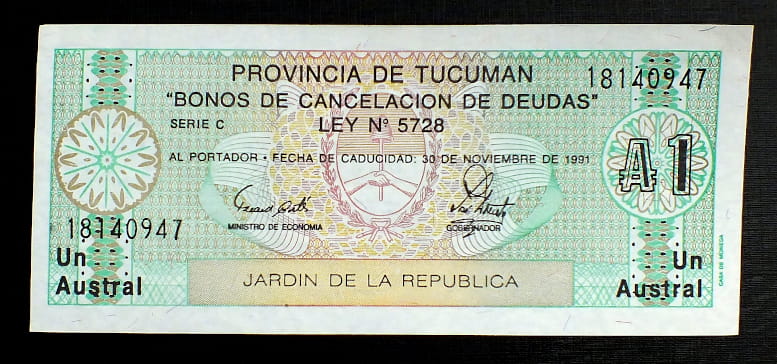 PROVINCIA DE TUCUMAN
18140947
"BONOS DE CANCELACION DE DEUDAS"
SERIE C
LEY Nº 5728
AL PORTADOR • FECHA DE CADUCIDAD: 30 DE NOVIEMBRE DE 1991
₳ 1
18140947
MINISTRO DE ECONOMIA
GOBERNADOR
Un
Austral
JARDIN DE LA REPUBLICA
Un
Austral
CASA DE MONEDA